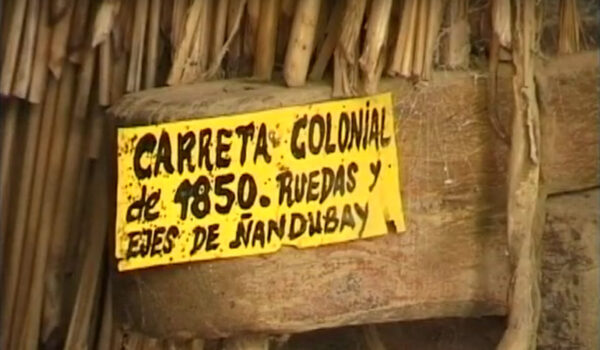 CARRETA COLONIAL
de 1850. RUEDAS y
EJES DE ÑANDUBAY